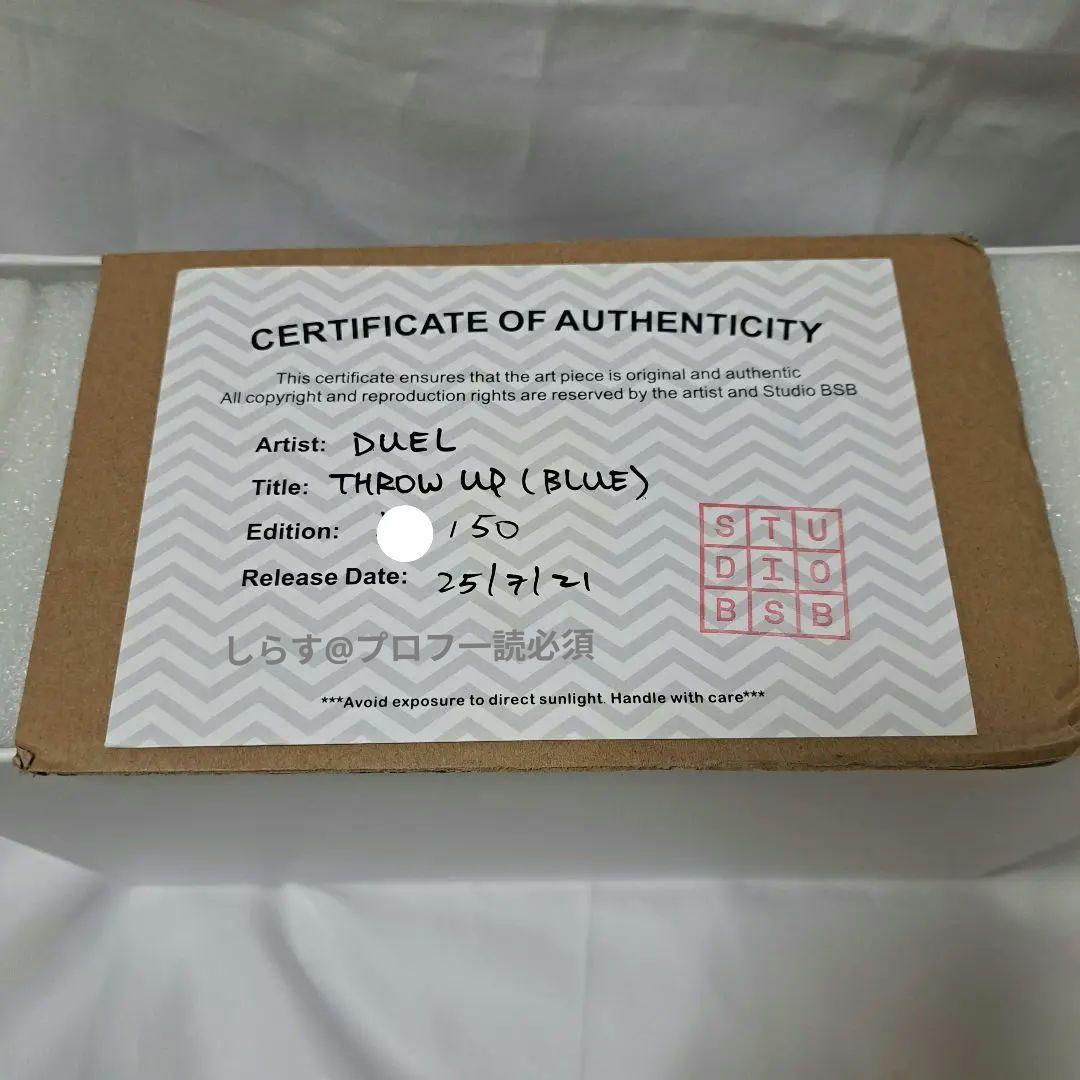 CERTIFICATE OF AUTHENTICITY
This certificate ensures that the art piece is original and authentic
All copyright and reproduction rights are reserved by the artist and Studio BSB
Artist: DUEL
Title: THROW UP (BLUE)
Edition: / 50
Release Date: 25/7/21
STU
DIO
BSB
しらす@プロフ一読必須
***Avoid exposure to direct sunlight. Handle with care***